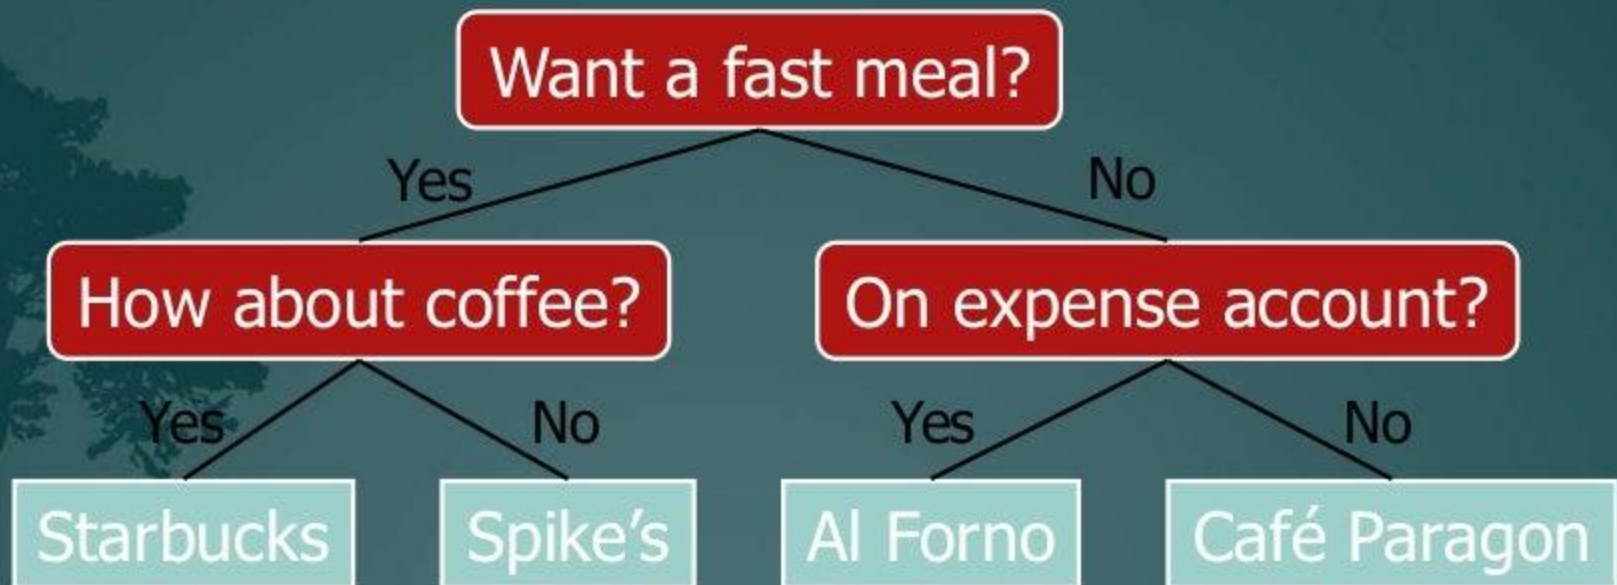 Want a fast meal?
Yes
No
How about coffee?
On expense account?
Yes
No
Yes
No
Starbucks
Spike’s
Al Forno
Café Paragon